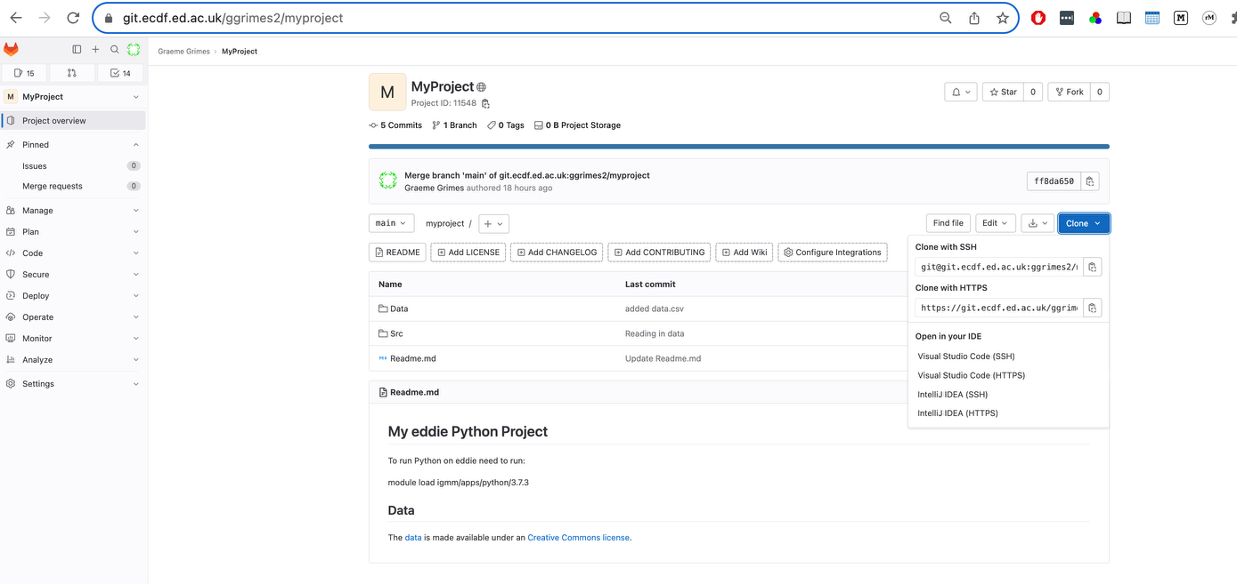 git.ecdf.ed.ac.uk/ggrimes2/myproject
M
rM
15
14
Graeme Grimes › MyProject
M MyProject
Project overview
Pinned
Issues 0
Merge requests 0
Manage
Plan
Code
Secure
Deploy
Operate
Monitor
Analyze
Settings
M
MyProject
Project ID: 11548
Star 0
Fork 0
5 Commits 1 Branch 0 Tags 0 B Project Storage
Merge branch 'main' of git.ecdf.ed.ac.uk:ggrimes2/myproject
Graeme Grimes authored 18 hours ago
ff8da650
main myproject / +
Find file Edit Clone
README Add LICENSE Add CHANGELOG Add CONTRIBUTING Add Wiki Configure Integrations
Clone with SSH
git@git.ecdf.ed.ac.uk:ggrimes2/
Clone with HTTPS
https://git.ecdf.ed.ac.uk/ggrim
Open in your IDE
Visual Studio Code (SSH)
Visual Studio Code (HTTPS)
IntelliJ IDEA (SSH)
IntelliJ IDEA (HTTPS)
Name Last commit
Data added data.csv
Src Reading in data
Readme.md Update Readme.md
Readme.md
My eddie Python Project
To run Python on eddie need to run:
module load igmm/apps/python/3.7.3
Data
The data is made available under an Creative Commons license.